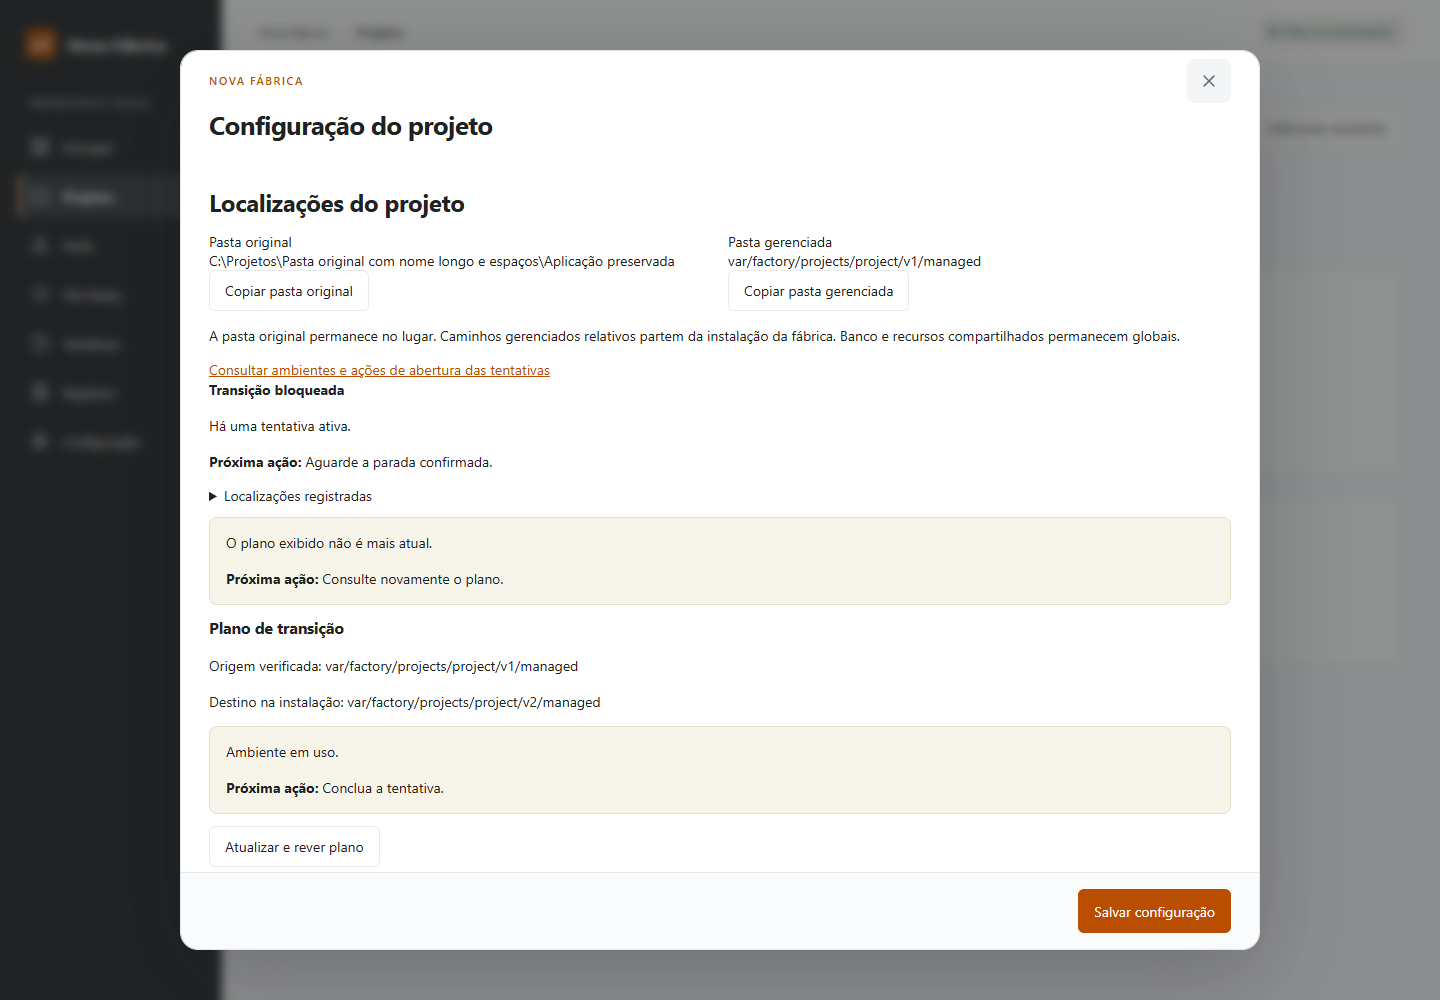 NOVA FÁBRICA
Configuração do projeto
Localizações do projeto
Pasta original
C:\Projetos\Pasta original com nome longo e espaços\Aplicação preservada
Copiar pasta original
Pasta gerenciada
var/factory/projects/project/v1/managed
Copiar pasta gerenciada
A pasta original permanece no lugar. Caminhos gerenciados relativos partem da instalação da fábrica. Banco e recursos compartilhados permanecem globais.
Consultar ambientes e ações de abertura das tentativas
Transição bloqueada
Há uma tentativa ativa.
Próxima ação: Aguarde a parada confirmada.
Localizações registradas
O plano exibido não é mais atual.
Próxima ação: Consulte novamente o plano.
Plano de transição
Origem verificada: var/factory/projects/project/v1/managed
Destino na instalação: var/factory/projects/project/v2/managed
Ambiente em uso.
Próxima ação: Conclua a tentativa.
Atualizar e rever plano
Salvar configuração